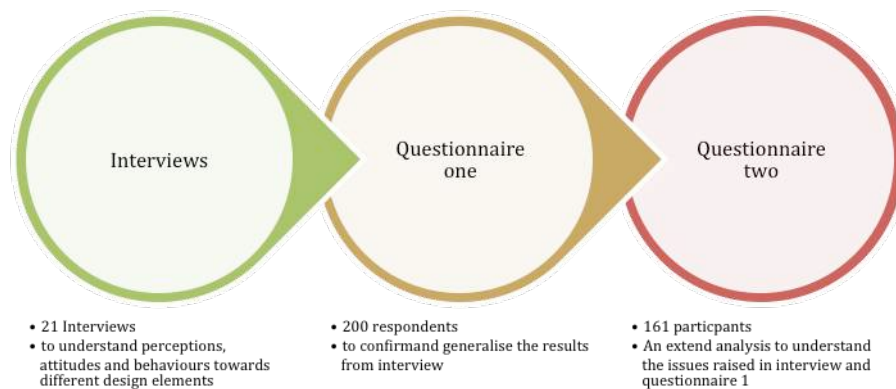 Interviews
Questionnaire
one
Questionnaire
two
• 21 Interviews
• to understand perceptions,
attitudes and behaviours towards
different design elements
• 200 respondents
• to confirmand generalise the results
from interview
• 161 particpants
• An extend analysis to understand
the issues raised in interview and
questionnaire 1